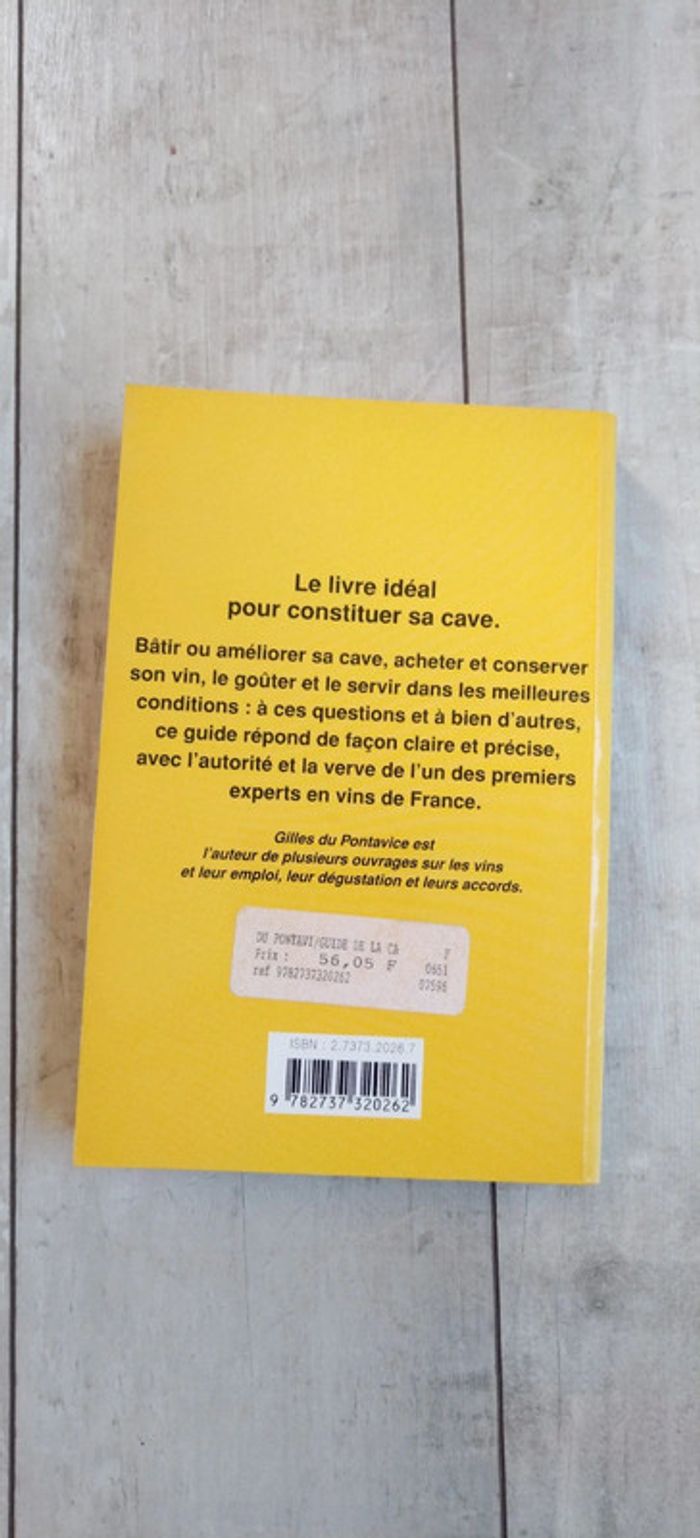 Le livre idéal
pour constituer sa cave.
Bâtir ou améliorer sa cave, acheter et conserver
son vin, le goûter et le servir dans les meilleures
conditions : à ces questions et à bien d'autres,
ce guide répond de façon claire et précise,
avec l'autorité et la verve de l'un des premiers
experts en vins de France.
Gilles du Pontavice est
l'auteur de plusieurs ouvrages sur les vins
et leur emploi, leur dégustation et leurs accords.
DU PONTAVI/GUIDE DE LA CA F
Prix : 56,05 F 0651
ref 9782737320262 07596
ISBN : 2.7373.2026.7
9 782737 320262